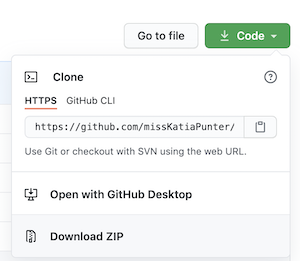 Go to file
Code
Clone
HTTPS GitHub CLI
https://github.com/missKatiaPunter/
Use Git or checkout with SVN using the web URL.
Open with GitHub Desktop
Download ZIP